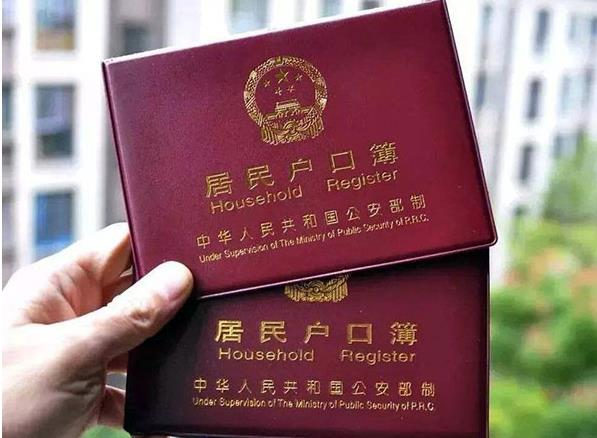 居民户口簿
Household Register
中华人民共和国公安部制
Under Supervision of The Ministry of Public Security of P.R.C.
居民户口簿
Household Register
中华人民共和国公安部制
Under Supervision of The Ministry of Public Security of P.R.C.